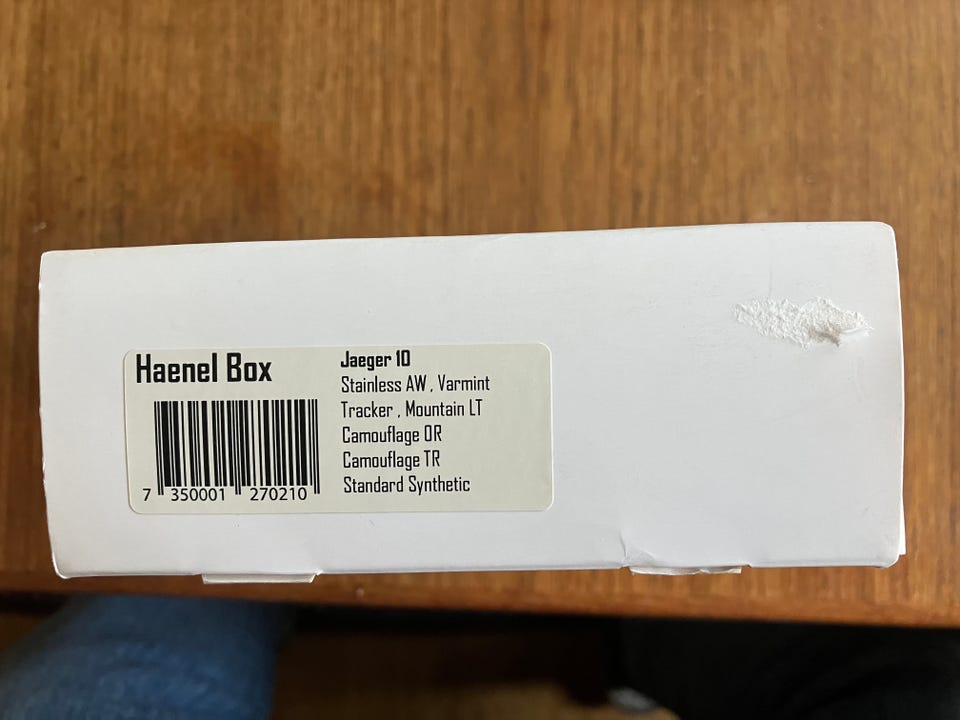 Haenel Box
7 350001 270210
Jaeger 10
Stainless AW , Varmint
Tracker , Mountain LT
Camouflage OR
Camouflage TR
Standard Synthetic